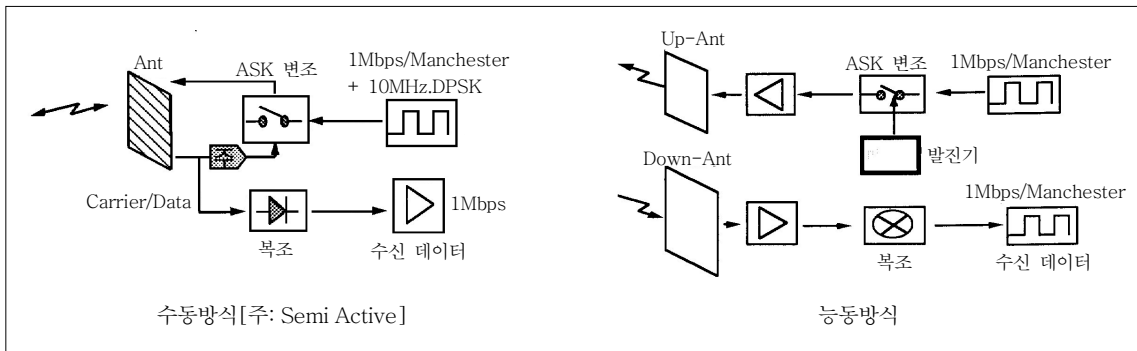 Ant
ASK 변조
1Mbps/Manchester
+ 10MHz.DPSK
주
Carrier/Data
복조
1Mbps
수신 데이터
수동방식[주: Semi Active]
Up-Ant
ASK 변조
1Mbps/Manchester
발진기
Down-Ant
1Mbps/Manchester
복조
수신 데이터
능동방식